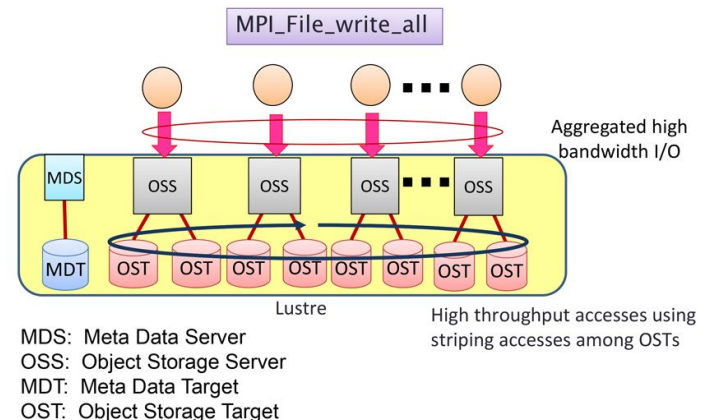 MPI_File_write_all
Aggregated high
bandwidth I/O
MDS
OSS
OSS
OSS
OSS
MDT
OST
OST
OST
OST
OST
OST
OST
OST
Lustre
High throughput accesses using
striping accesses among OSTs
MDS: Meta Data Server
OSS: Object Storage Server
MDT: Meta Data Target
OST: Object Storage Target